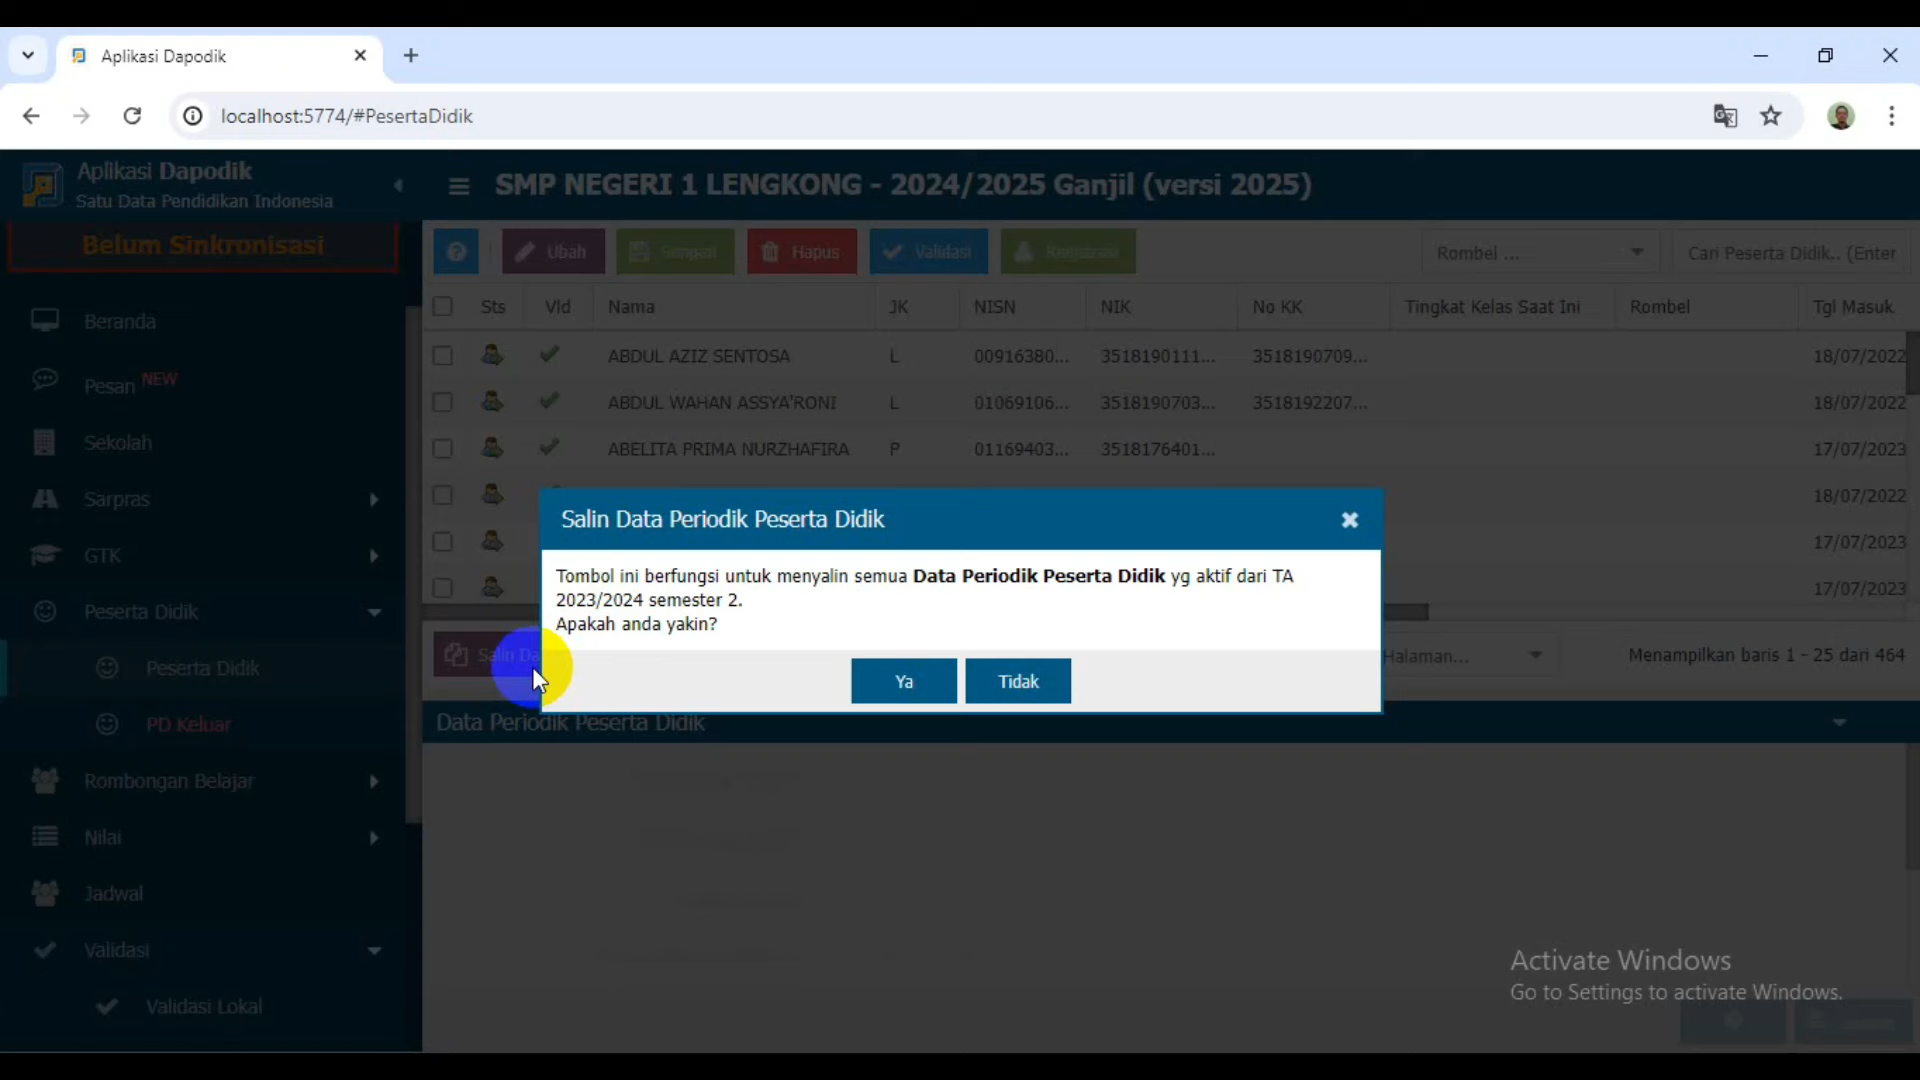 Aplikasi Dapodik
localhost:5774/#PesertaDidik
Aplikasi Dapodik
Satu Data Pendidikan Indonesia
SMP NEGERI 1 LENGKONG - 2024/2025 Ganjil (versi 2025)
Belum Sinkronisasi
Ubah
Simpan
Hapus
Validasi
Registrasi
Rombel ...
Cari Peserta Didik.. (Enter
Beranda
Pesan NEW
Sekolah
Sarpras
GTK
Peserta Didik
Peserta Didik
PD Keluar
Rombongan Belajar
Nilai
Jadwal
Validasi
Validasi Lokal
Sts Vld Nama JK NISN NIK No KK Tingkat Kelas Saat Ini Rombel Tgl Masuk
ABDUL AZIZ SENTOSA L 00916380... 3518190111... 3518190709... 18/07/2022
ABDUL WAHAN ASSYA'RONI L 01069106... 3518190703... 3518192207... 18/07/2022
ABELITA PRIMA NURZHAFIRA P 01169403... 3518176401... 17/07/2023
18/07/2022
17/07/2023
17/07/2023
Salin Data Periodik Peserta Didik
Tombol ini berfungsi untuk menyalin semua Data Periodik Peserta Didik yg aktif dari TA
2023/2024 semester 2.
Apakah anda yakin?
Ya
Tidak
Salin Da
Halaman...
Menampilkan baris 1 - 25 dari 464
Data Periodik Peserta Didik
Activate Windows
Go to Settings to activate Windows.